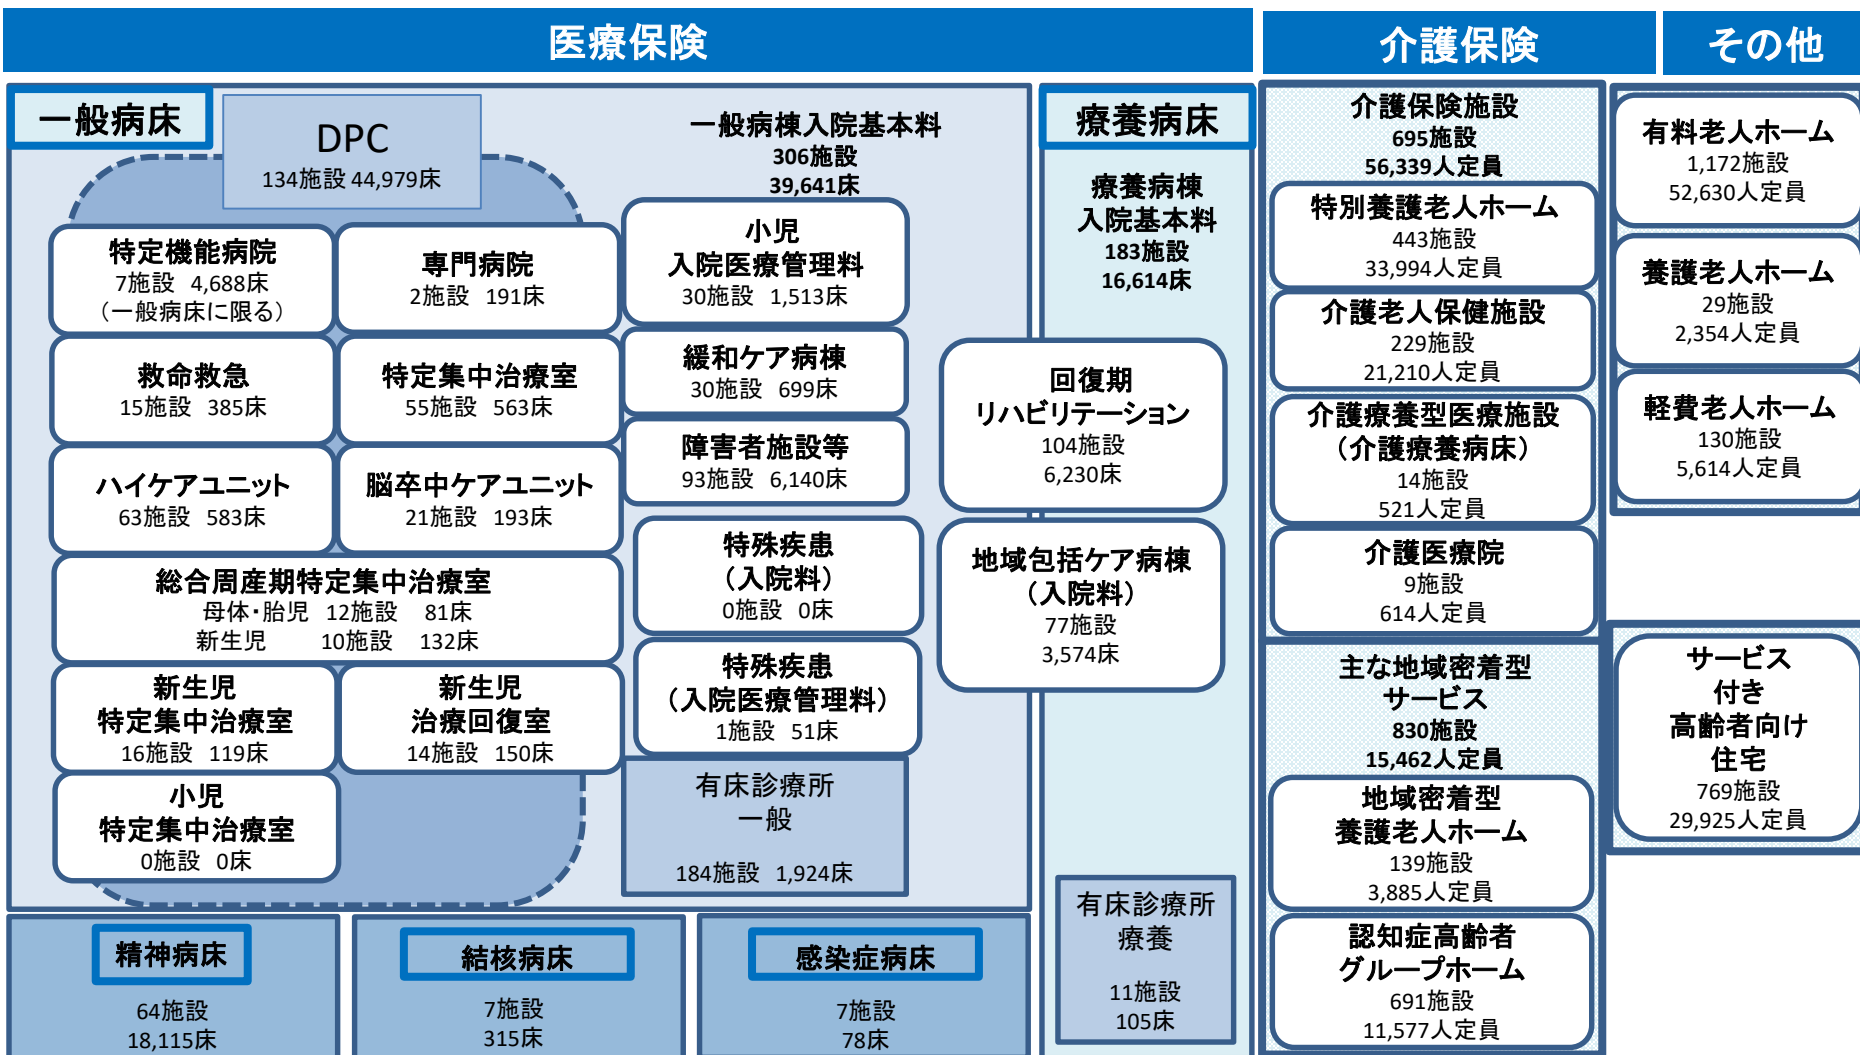 医療保険
介護保険
その他
一般病床
DPC
134施設 44,979床
一般病棟入院基本料
306施設
39,641床
特定機能病院
7施設 4,688床
（一般病床に限る）
専門病院
2施設 191床
救命救急
15施設 385床
特定集中治療室
55施設 563床
ハイケアユニット
63施設 583床
脳卒中ケアユニット
21施設 193床
総合周産期特定集中治療室
母体・胎児 12施設 81床
新生児 10施設 132床
新生児
特定集中治療室
16施設 119床
新生児
治療回復室
14施設 150床
小児
特定集中治療室
0施設 0床
小児
入院医療管理料
30施設 1,513床
緩和ケア病棟
30施設 699床
障害者施設等
93施設 6,140床
特殊疾患
（入院料）
0施設 0床
特殊疾患
（入院医療管理料）
1施設 51床
有床診療所
一般
184施設 1,924床
療養病床
療養病棟
入院基本料
183施設
16,614床
回復期
リハビリテーション
104施設
6,230床
地域包括ケア病棟
（入院料）
77施設
3,574床
有床診療所
療養
11施設
105床
精神病床
64施設
18,115床
結核病床
7施設
315床
感染症病床
7施設
78床
介護保険施設
695施設
56,339人定員
特別養護老人ホーム
443施設
33,994人定員
介護老人保健施設
229施設
21,210人定員
介護療養型医療施設
（介護療養病床）
14施設
521人定員
介護医療院
9施設
614人定員
主な地域密着型
サービス
830施設
15,462人定員
地域密着型
養護老人ホーム
139施設
3,885人定員
認知症高齢者
グループホーム
691施設
11,577人定員
有料老人ホーム
1,172施設
52,630人定員
養護老人ホーム
29施設
2,354人定員
軽費老人ホーム
130施設
5,614人定員
サービス
付き
高齢者向け
住宅
769施設
29,925人定員